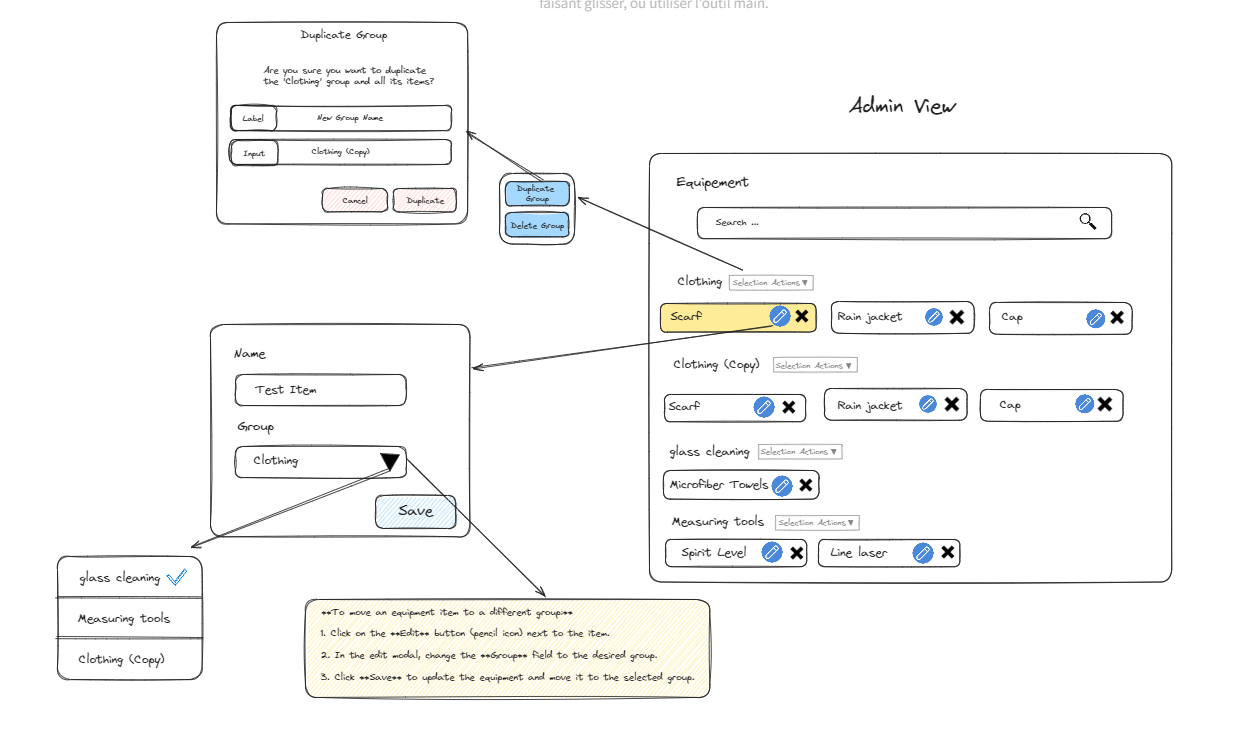 faisant glisser, ou utiliser l'outil main.
Duplicate Group
Are you sure you want to duplicate
the 'Clothing' group and all its items?
Label
New Group Name
Input
Clothing (Copy)
Cancel
Duplicate
Duplicate
Group
Delete Group
Admin View
Equipement
Search ...
Clothing
Selection Actions ▼
Scarf
Rain jacket
Cap
Clothing (Copy)
Selection Actions ▼
Scarf
Rain jacket
Cap
glass cleaning
Selection Actions ▼
Microfiber Towels
Measuring tools
Selection Actions ▼
Spirit Level
Line laser
Name
Test Item
Group
Clothing
Save
glass cleaning
Measuring tools
Clothing (Copy)
**To move an equipment item to a different group:**
1. Click on the **Edit** button (pencil icon) next to the item.
2. In the edit modal, change the **Group** field to the desired group.
3. Click **Save** to update the equipment and move it to the selected group.